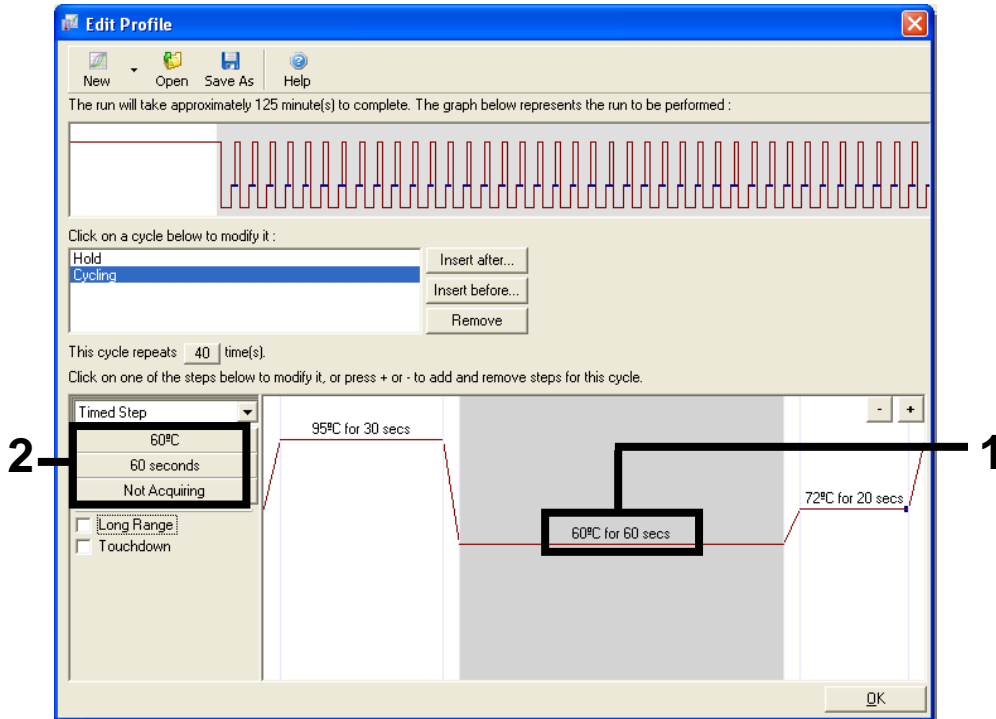 Edit Profile
New Open Save As Help
The run will take approximately 125 minute(s) to complete. The graph below represents the run to be performed :
Click on a cycle below to modify it :
Hold
Cycling
Insert after...
Insert before...
Remove
This cycle repeats 40 time(s).
Click on one of the steps below to modify it, or press + or - to add and remove steps for this cycle.
Timed Step
- +
60ºC
60 seconds
Not Acquiring
Long Range
Touchdown
95ºC for 30 secs
60ºC for 60 secs
72ºC for 20 secs
2
1
OK